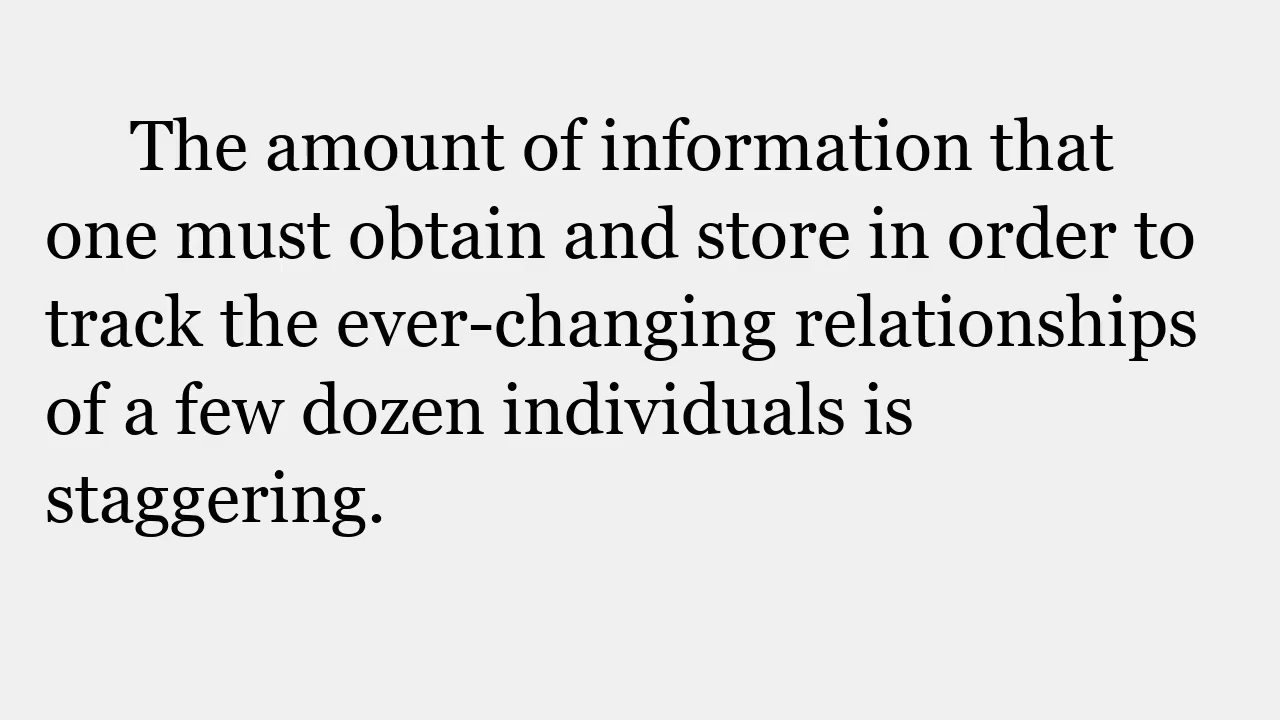 The amount of information that
one must obtain and store in order to
track the ever-changing relationships
of a few dozen individuals is
staggering.